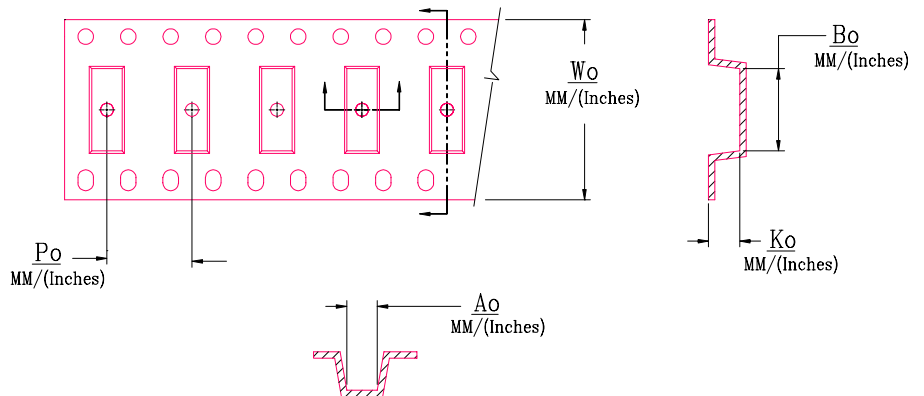 Wo
MM/(Inches)
Bo
MM/(Inches)
Po
MM/(Inches)
Ko
MM/(Inches)
Ao
MM/(Inches)